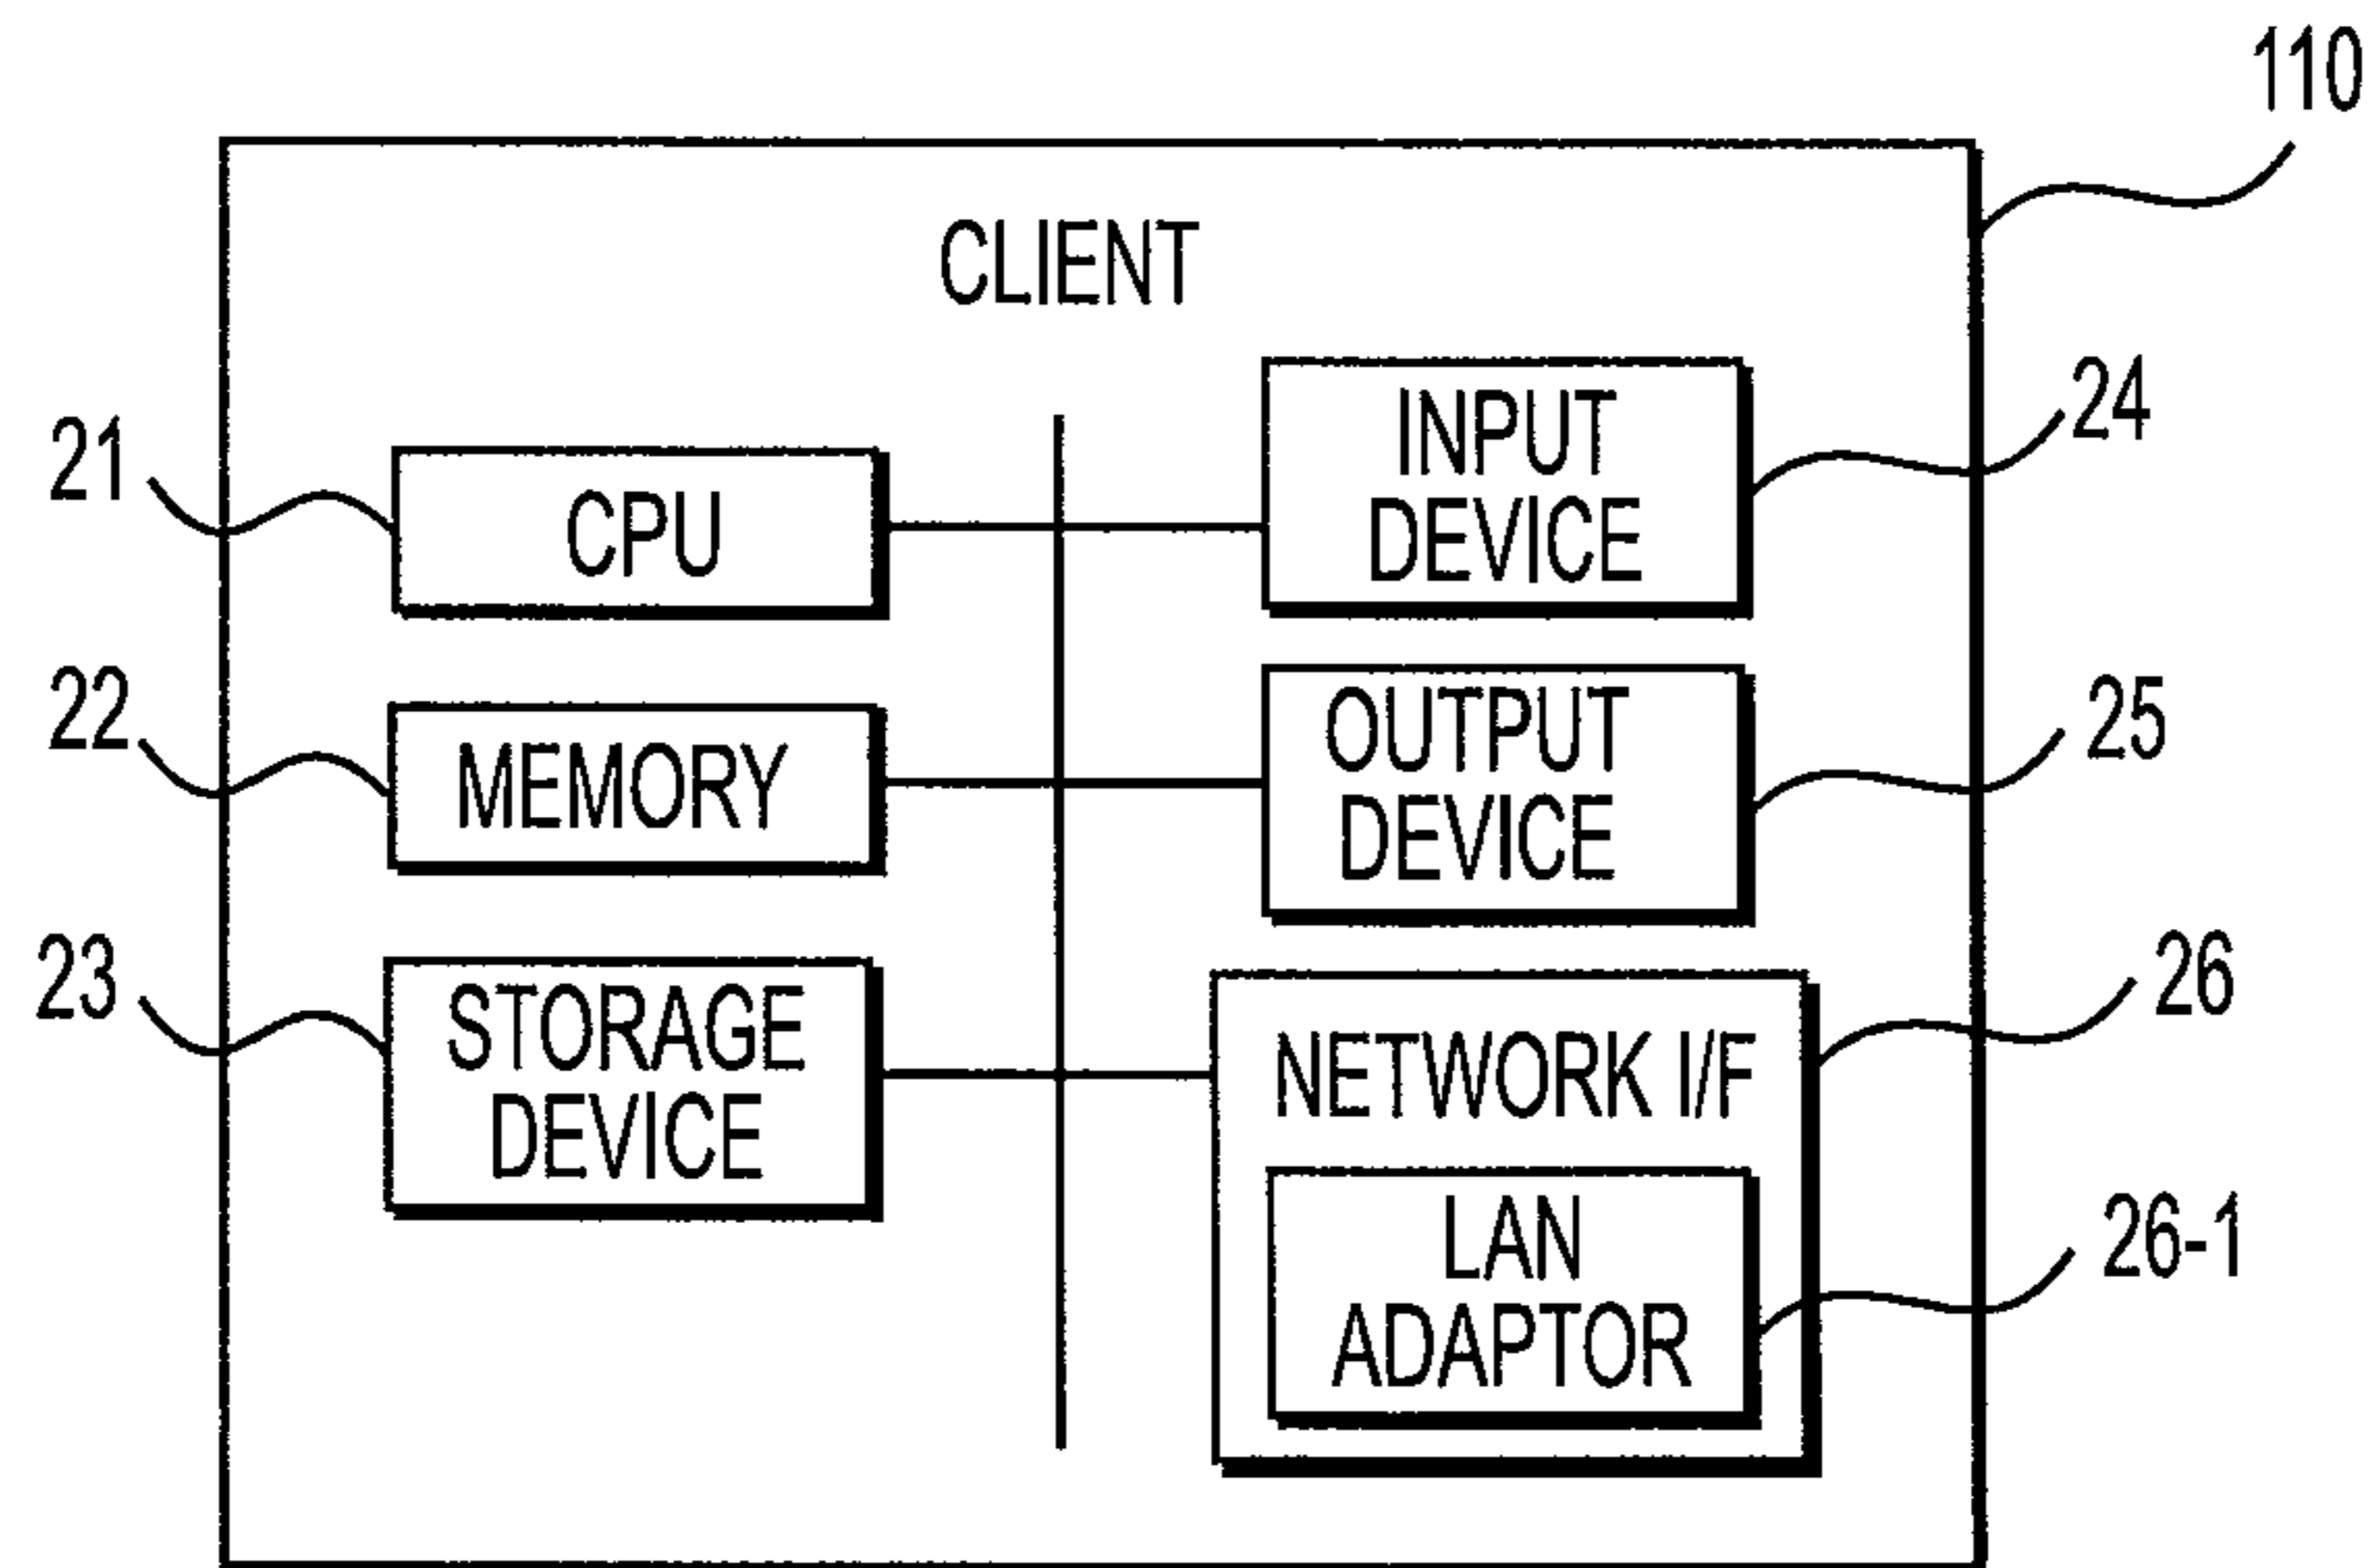 110
CLIENT
21
CPU
INPUT
DEVICE
24
22
MEMORY
OUTPUT
DEVICE
25
23
STORAGE
DEVICE
NETWORK I/F
26
LAN
ADAPTOR
26-1